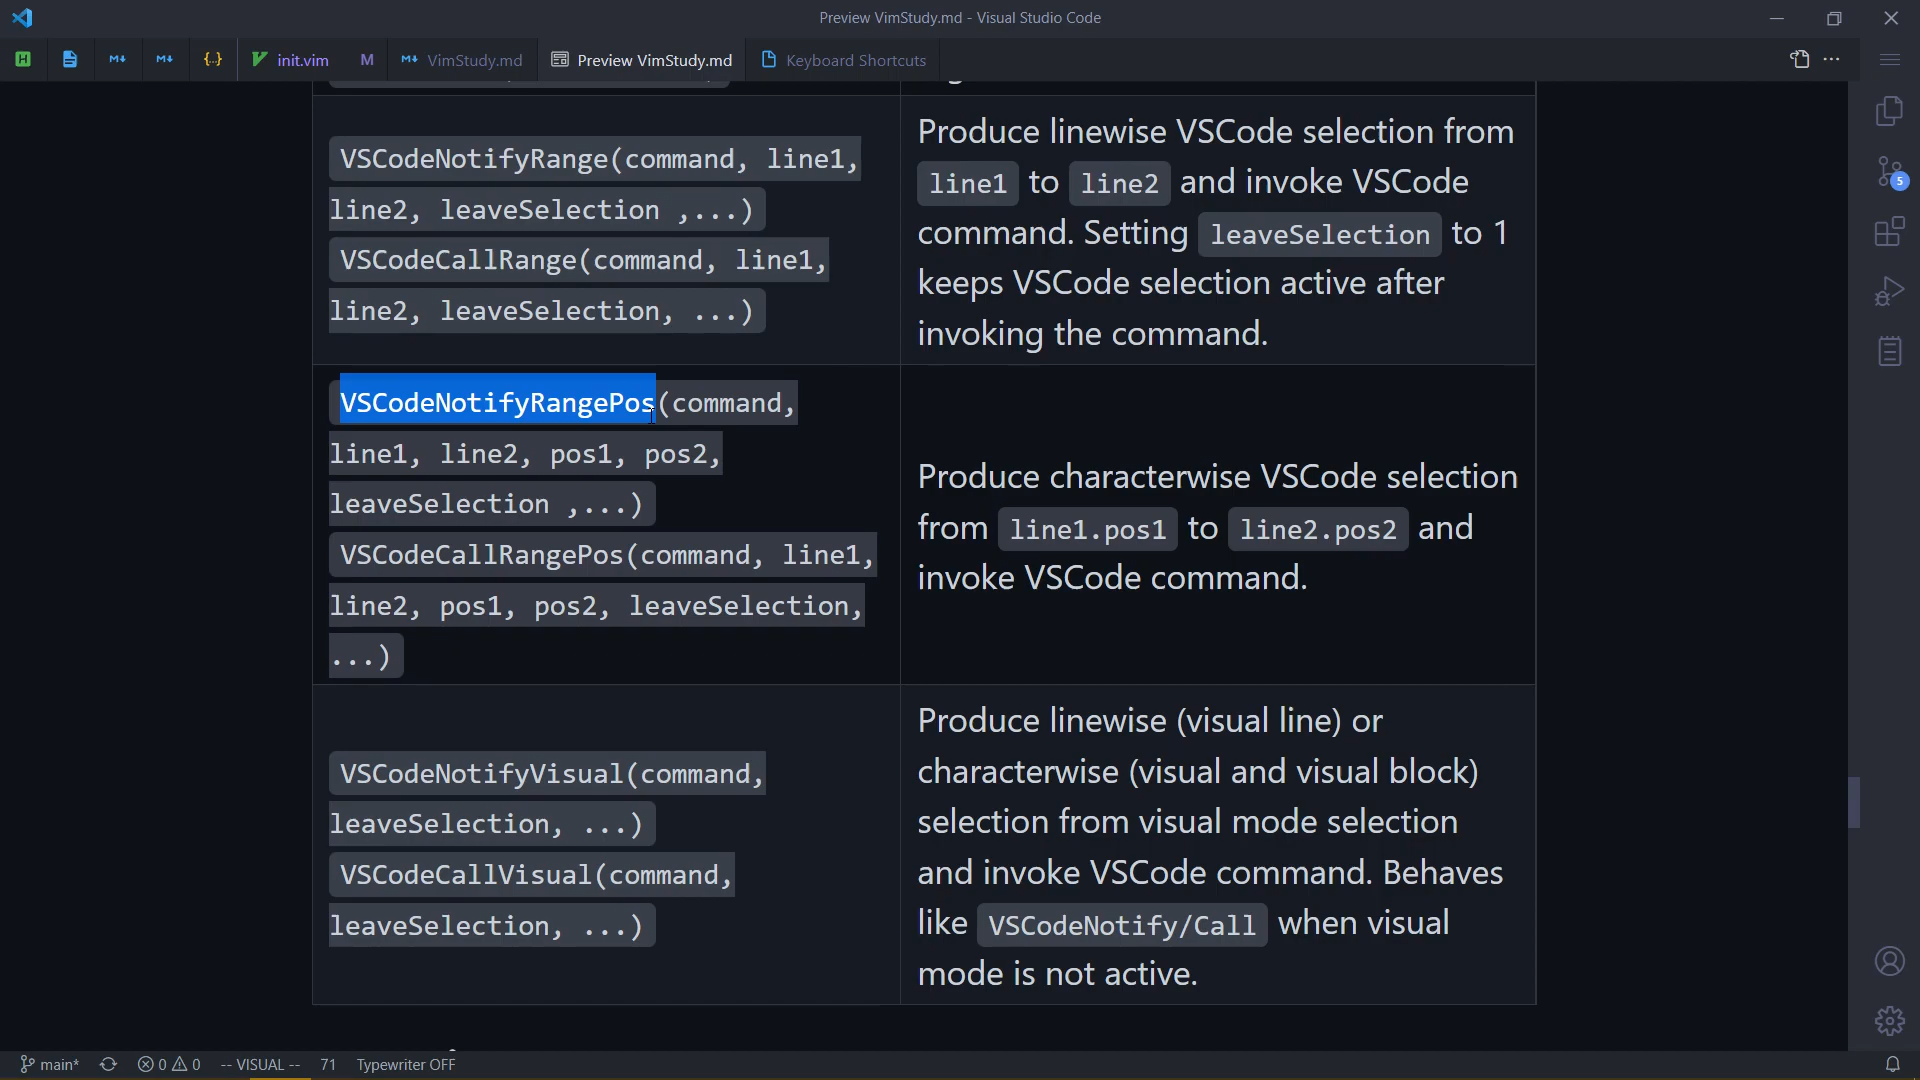 Preview VimStudy.md - Visual Studio Code
init.vim M VimStudy.md Preview VimStudy.md Keyboard Shortcuts
VSCodeNotifyRange(command, line1,
line2, leaveSelection ,...)
VSCodeCallRange(command, line1,
line2, leaveSelection, ...)
Produce linewise VSCode selection from
line1 to line2 and invoke VSCode
command. Setting leaveSelection to 1
keeps VSCode selection active after
invoking the command.
VSCodeNotifyRangePos(command,
line1, line2, pos1, pos2,
leaveSelection ,...)
VSCodeCallRangePos(command, line1,
line2, pos1, pos2, leaveSelection,
...)
Produce characterwise VSCode selection
from line1.pos1 to line2.pos2 and
invoke VSCode command.
VSCodeNotifyVisual(command,
leaveSelection, ...)
VSCodeCallVisual(command,
leaveSelection, ...)
Produce linewise (visual line) or
characterwise (visual and visual block)
selection from visual mode selection
and invoke VSCode command. Behaves
like VSCodeNotify/Call when visual
mode is not active.
5
main* 0 0 -- VISUAL -- 71 Typewriter OFF